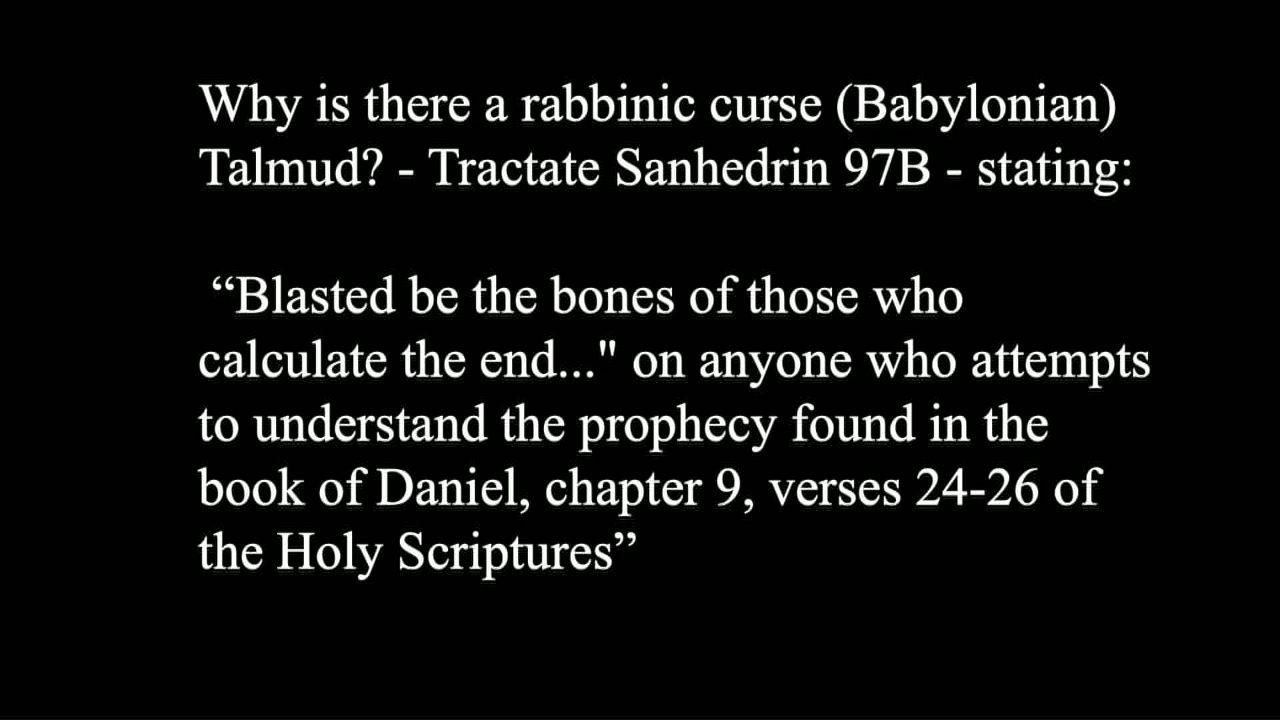 Why is there a rabbinic curse (Babylonian)
Talmud? - Tractate Sanhedrin 97B - stating:
“Blasted be the bones of those who
calculate the end..." on anyone who attempts
to understand the prophecy found in the
book of Daniel, chapter 9, verses 24-26 of
the Holy Scriptures”